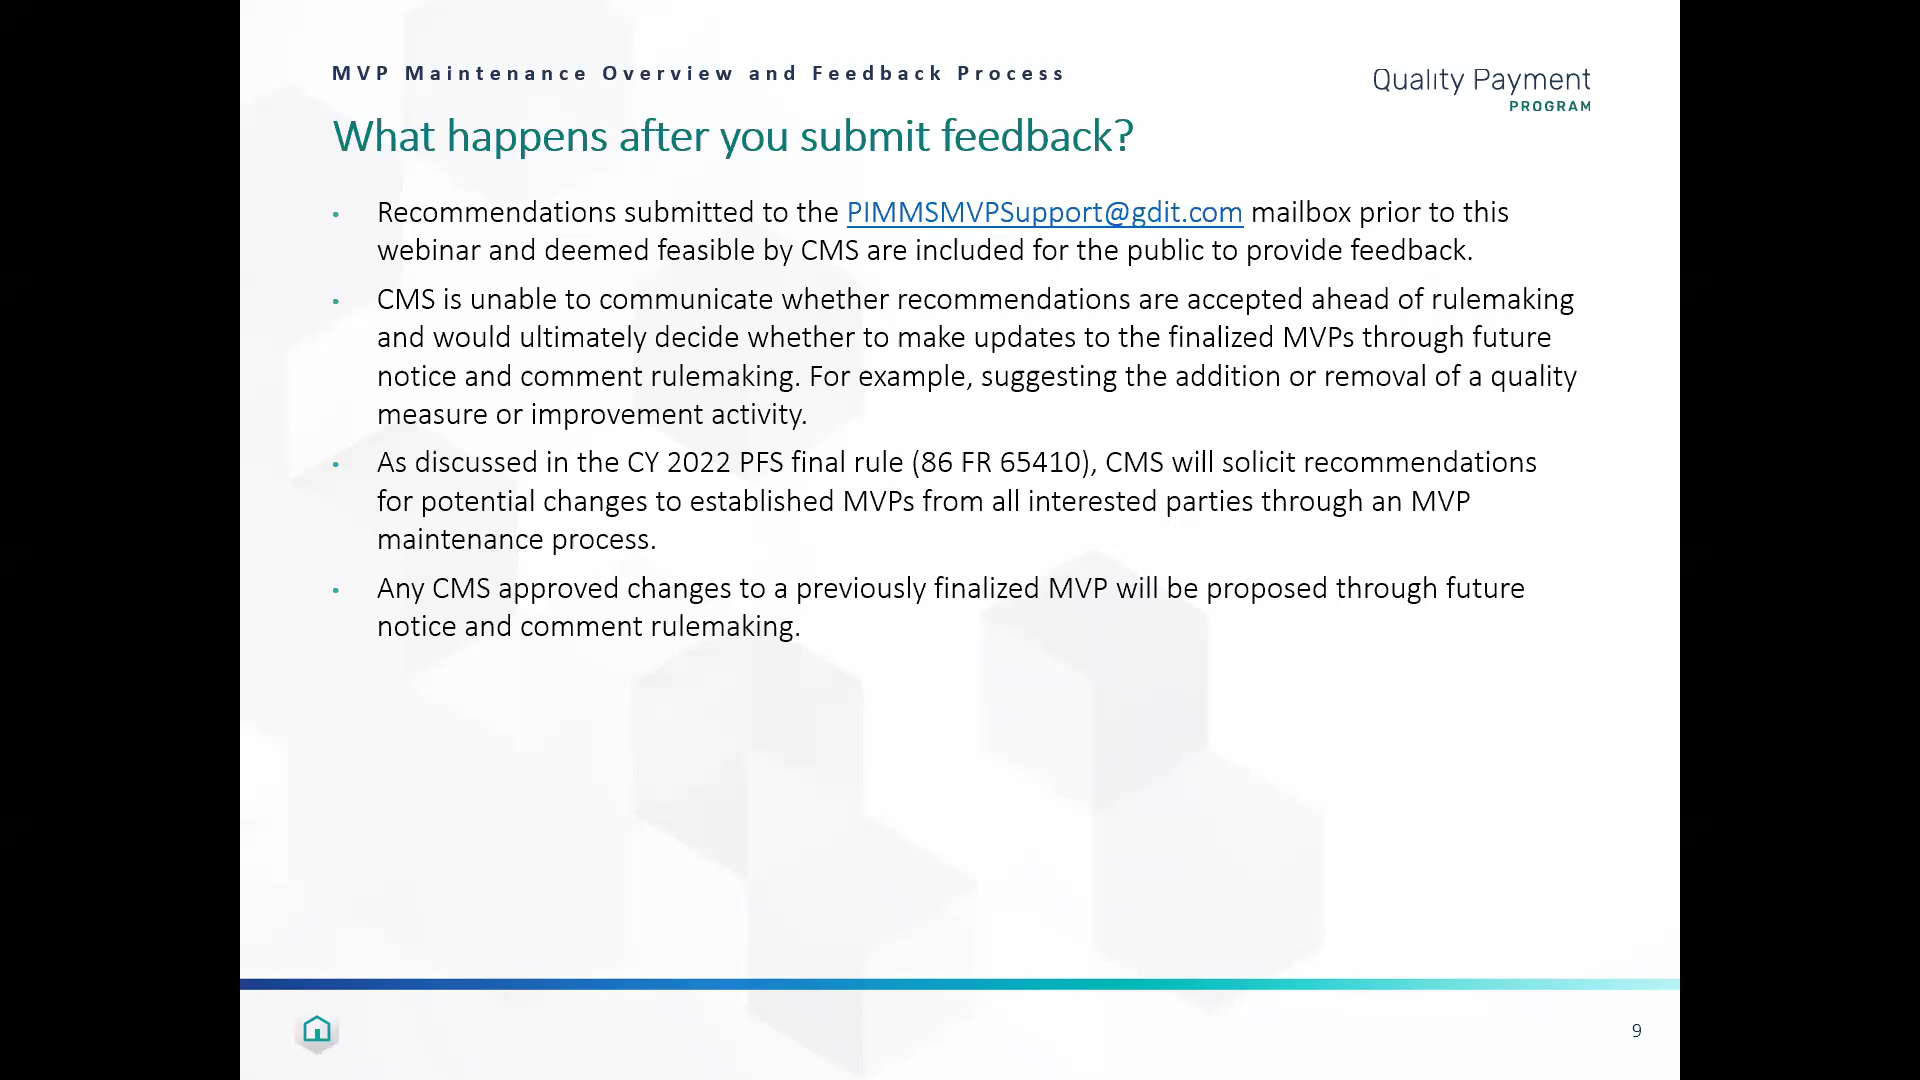 MVP Maintenance Overview and Feedback Process
Quality Payment
PROGRAM
What happens after you submit feedback?
• Recommendations submitted to the PIMMSMVPSupport@gdit.com mailbox prior to this
webinar and deemed feasible by CMS are included for the public to provide feedback.
• CMS is unable to communicate whether recommendations are accepted ahead of rulemaking
and would ultimately decide whether to make updates to the finalized MVPs through future
notice and comment rulemaking. For example, suggesting the addition or removal of a quality
measure or improvement activity.
• As discussed in the CY 2022 PFS final rule (86 FR 65410), CMS will solicit recommendations
for potential changes to established MVPs from all interested parties through an MVP
maintenance process.
• Any CMS approved changes to a previously finalized MVP will be proposed through future
notice and comment rulemaking.
9